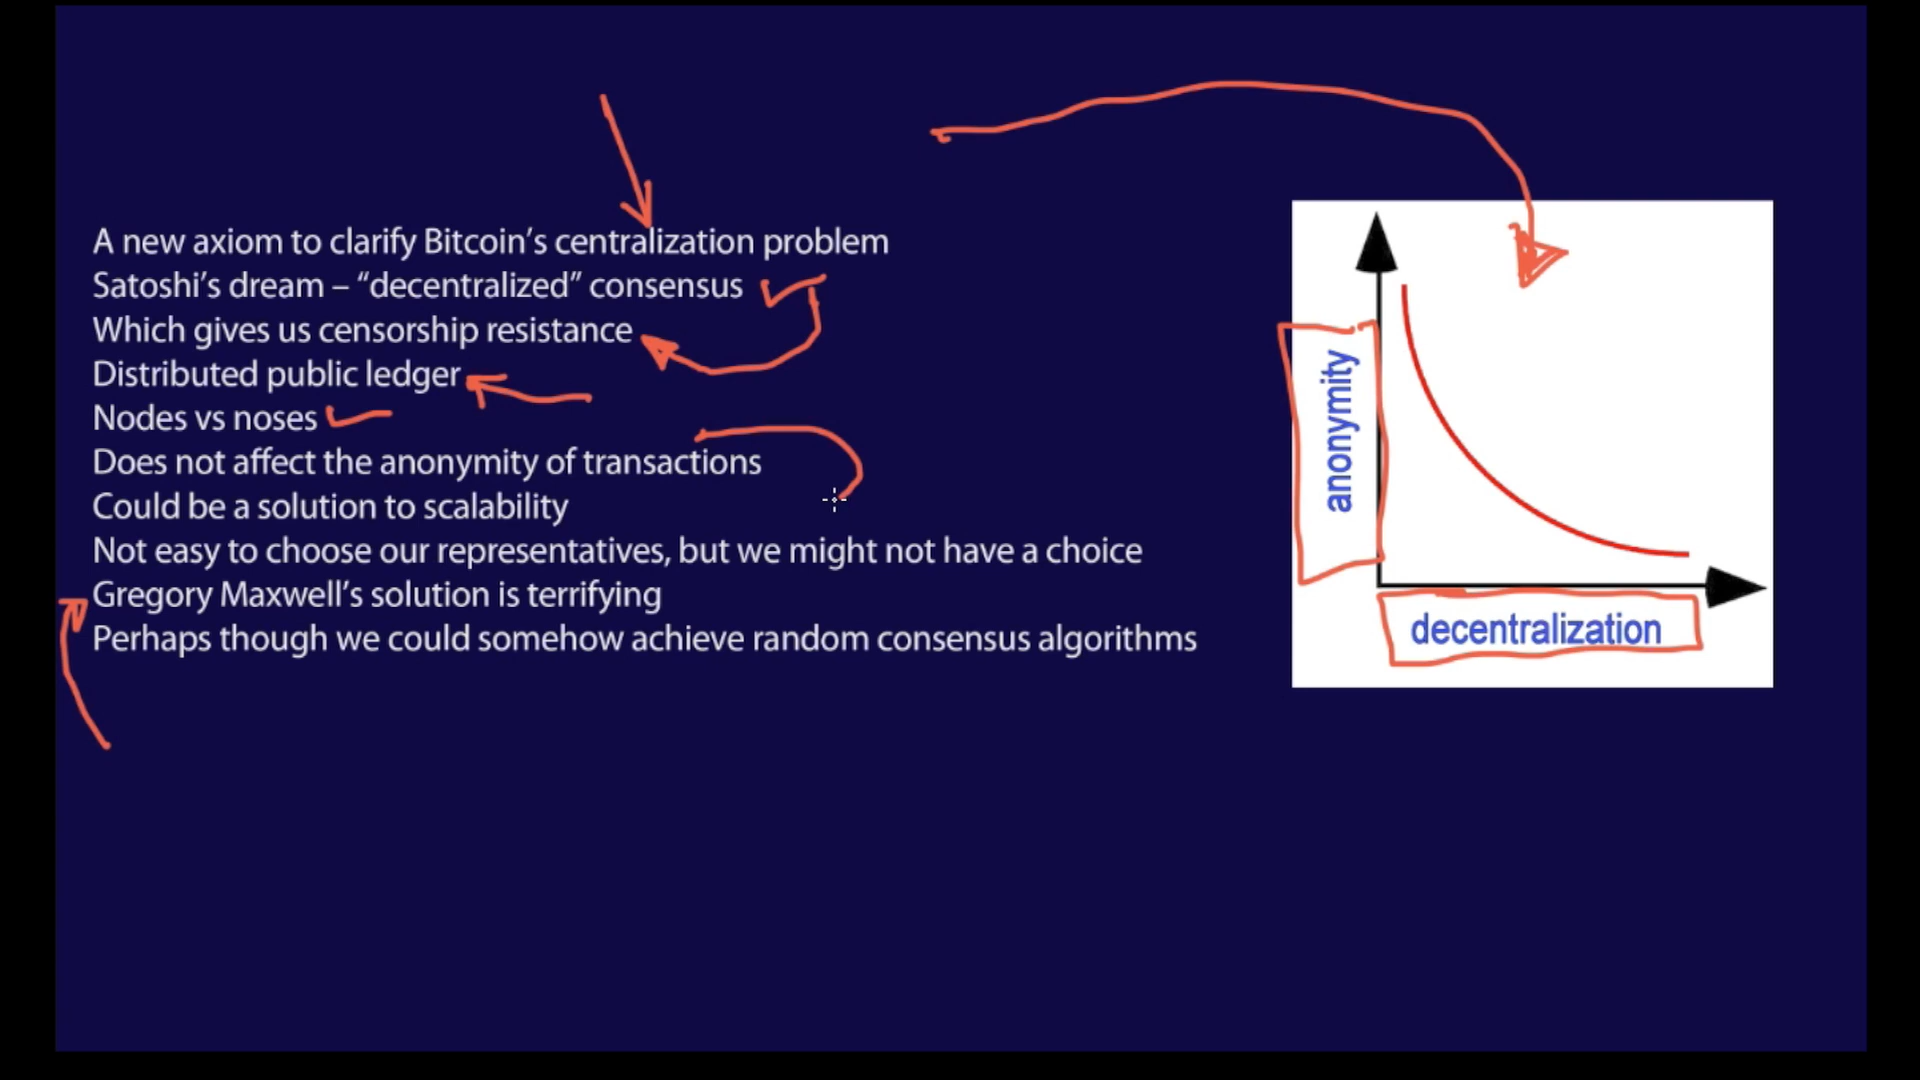 A new axiom to clarify Bitcoin’s centralization problem
Satoshi’s dream – “decentralized” consensus
Which gives us censorship resistance
Distributed public ledger
Nodes vs noses
Does not affect the anonymity of transactions
Could be a solution to scalability
Not easy to choose our representatives, but we might not have a choice
Gregory Maxwell’s solution is terrifying
Perhaps though we could somehow achieve random consensus algorithms
anonymity
decentralization